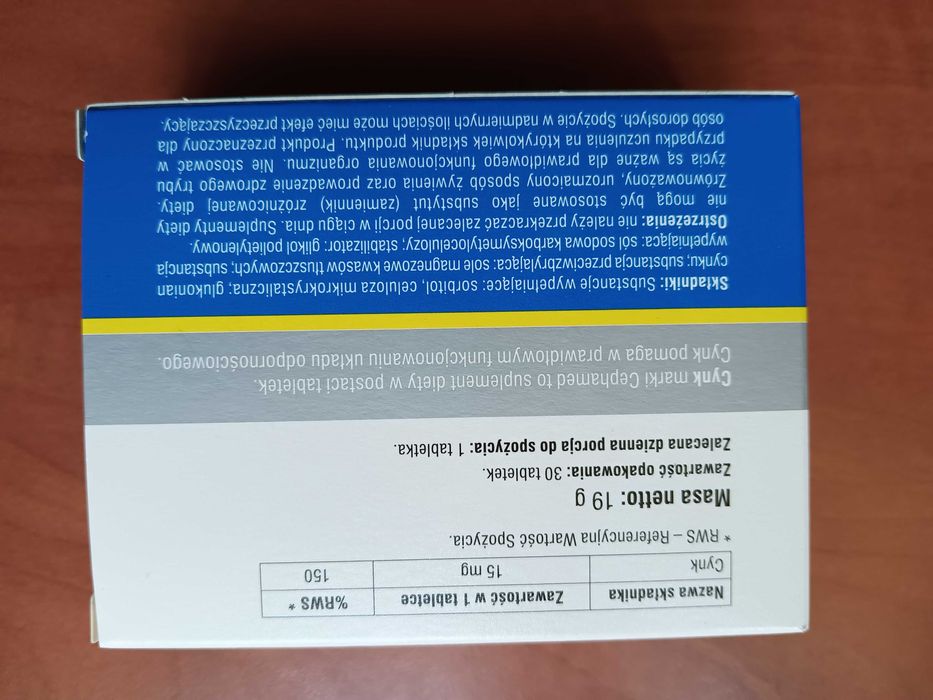 Nazwa składnika Zawartość w 1 tabletce %RWS *
Cynk 15 mg 150
* RWS – Referencyjna Wartość Spożycia.
Masa netto: 19 g
Zawartość opakowania: 30 tabletek.
Zalecana dzienna porcja do spożycia: 1 tabletka.
Cynk marki Cephamed to suplement diety w postaci tabletek.
Cynk pomaga w prawidłowym funkcjonowaniu układu odpornościowego.
Składniki: Substancje wypełniające: sorbitol, celuloza mikrokrystaliczna; glukonian
cynku; substancja przeciwzbrylająca: sole magnezowe kwasów tłuszczowych; substancja
wypełniająca: sól sodowa karboksymetylocelulozy; stabilizator: glikol polietylenowy.
Ostrzeżenia: nie należy przekraczać zalecanej porcji w ciągu dnia. Suplementy diety
nie mogą być stosowane jako substytut (zamiennik) zróżnicowanej diety.
Zrównoważony, urozmaicony sposób żywienia oraz prowadzenie zdrowego trybu
życia są ważne dla prawidłowego funkcjonowania organizmu. Nie stosować w
przypadku uczulenia na którykolwiek składnik produktu. Produkt przeznaczony dla
osób dorosłych. Spożycie w nadmiernych ilościach może mieć efekt przeczyszczający.